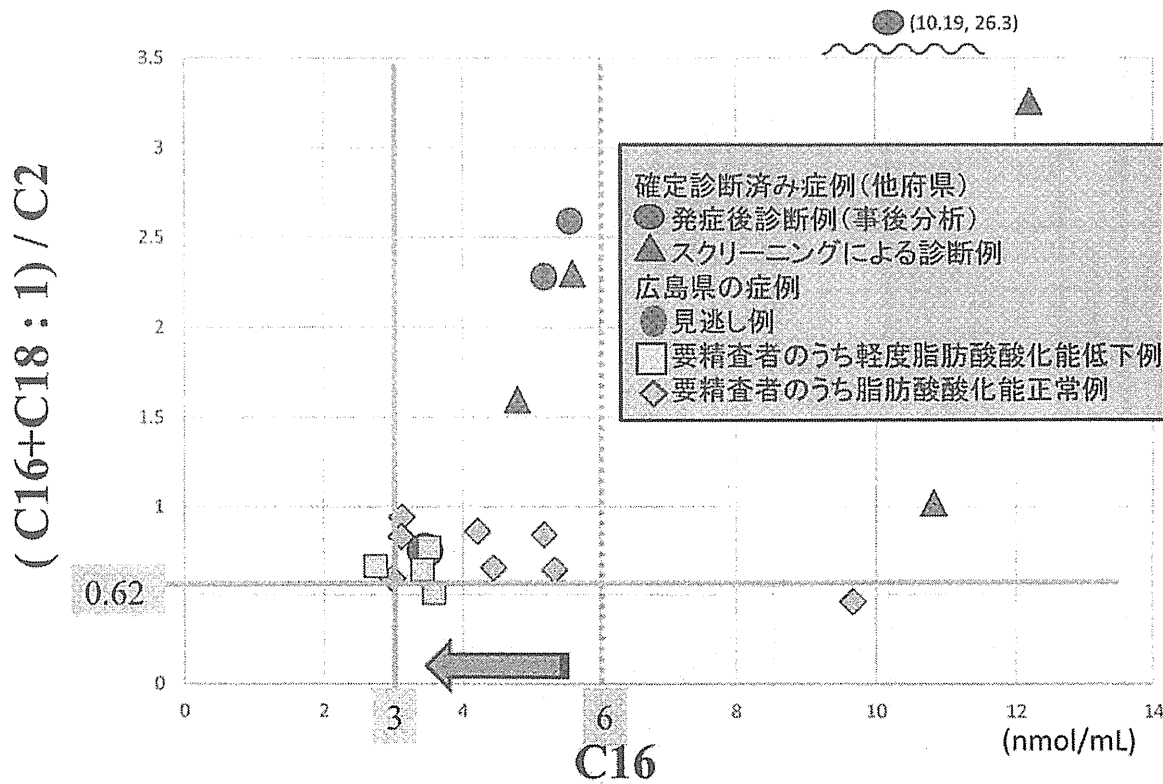 (10.19, 26.3)
3.5
3
2.5
2
1.5
1
0
(C16+C18:1)/C2
0.62
確定診断済み症例(他府県)
発症後診断例(事後分析)
スクリーニングによる診断例
広島県の症例
見逃し例
要精査者のうち軽度脂肪酸酸化能低下例
要精査者のうち脂肪酸酸化能正常例
0
2
3
4
6
8
10
12
14
C16
(nmol/mL)